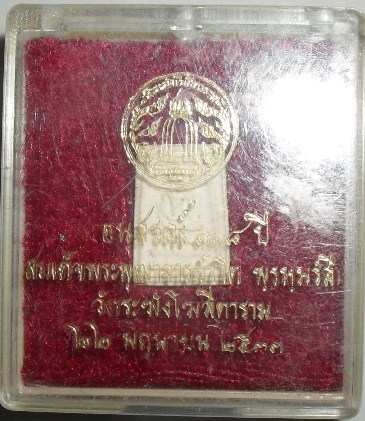 อนุสรณ์ ๑๑๘ ปี
สมเด็จพระพุฒาจารย์ (โต พฺรหฺมรํสี)
วัดระฆังโฆสิตาราม
๒๒ มิถุนายน ๒๕๓๓